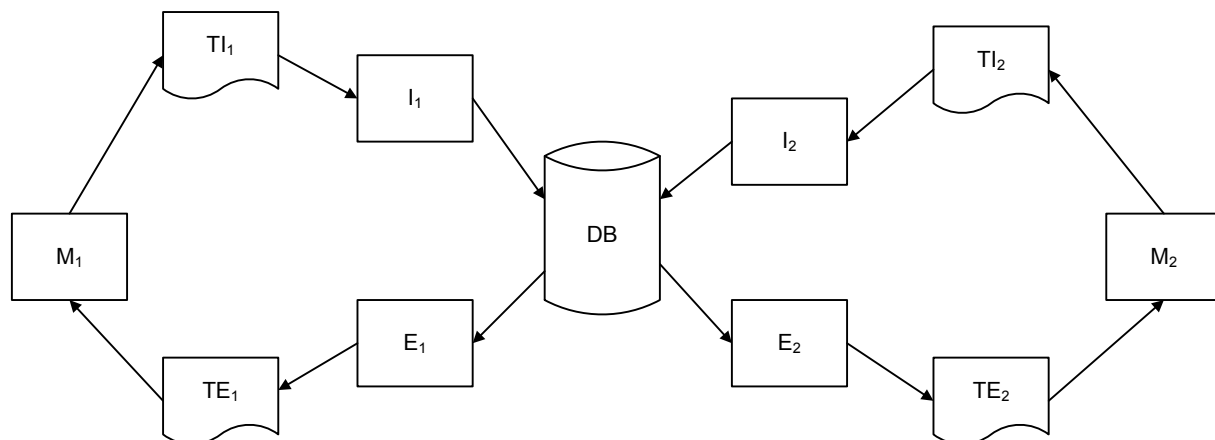 TI₁
TI₂
I₁
I₂
DB
M₁
M₂
E₁
E₂
TE₁
TE₂